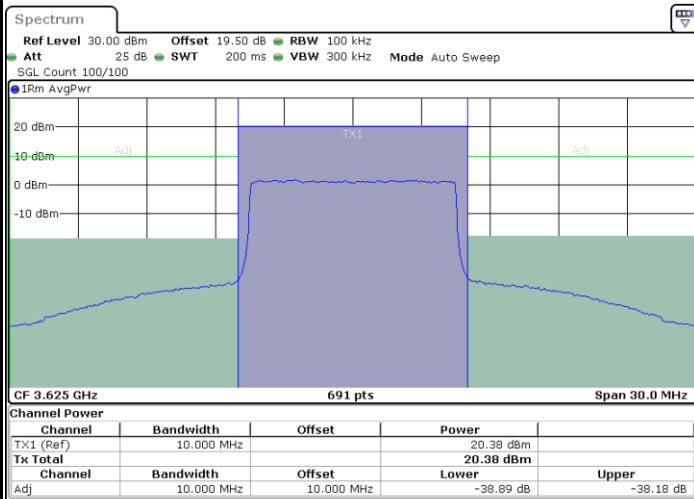 Spectrum
Ref Level 30.00 dBm Offset 19.50 dB RBW 100 kHz
Att 25 dB SWT 200 ms VBW 300 kHz Mode Auto Sweep
SGL Count 100/100
1Rm AvgPwr
20 dBm
TX1
Adj Adj
10 dBm
0 dBm
-10 dBm
CF 3.625 GHz 691 pts Span 30.0 MHz
Channel Power
Channel Bandwidth Offset Power
TX1 (Ref) 10.000 MHz 20.38 dBm
Tx Total 20.38 dBm
Channel Bandwidth Offset Lower Upper
Adj 10.000 MHz 10.000 MHz -38.89 dB -38.18 dB